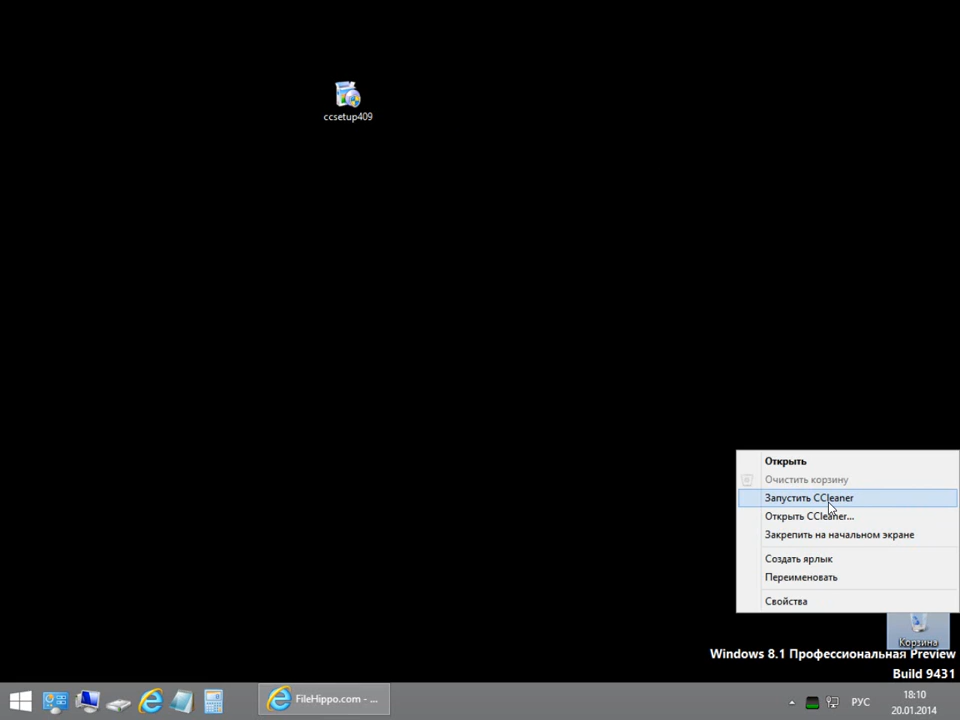 ccsetup409
Открыть
Очистить корзину
Запустить CCleaner
Открыть CCleaner...
Закрепить на начальном экране
Создать ярлык
Переименовать
Свойства
Корзина
Windows 8.1 Профессиональная Preview
Build 9431
FileHippo.com - ...
РУС
18:10
20.01.2014